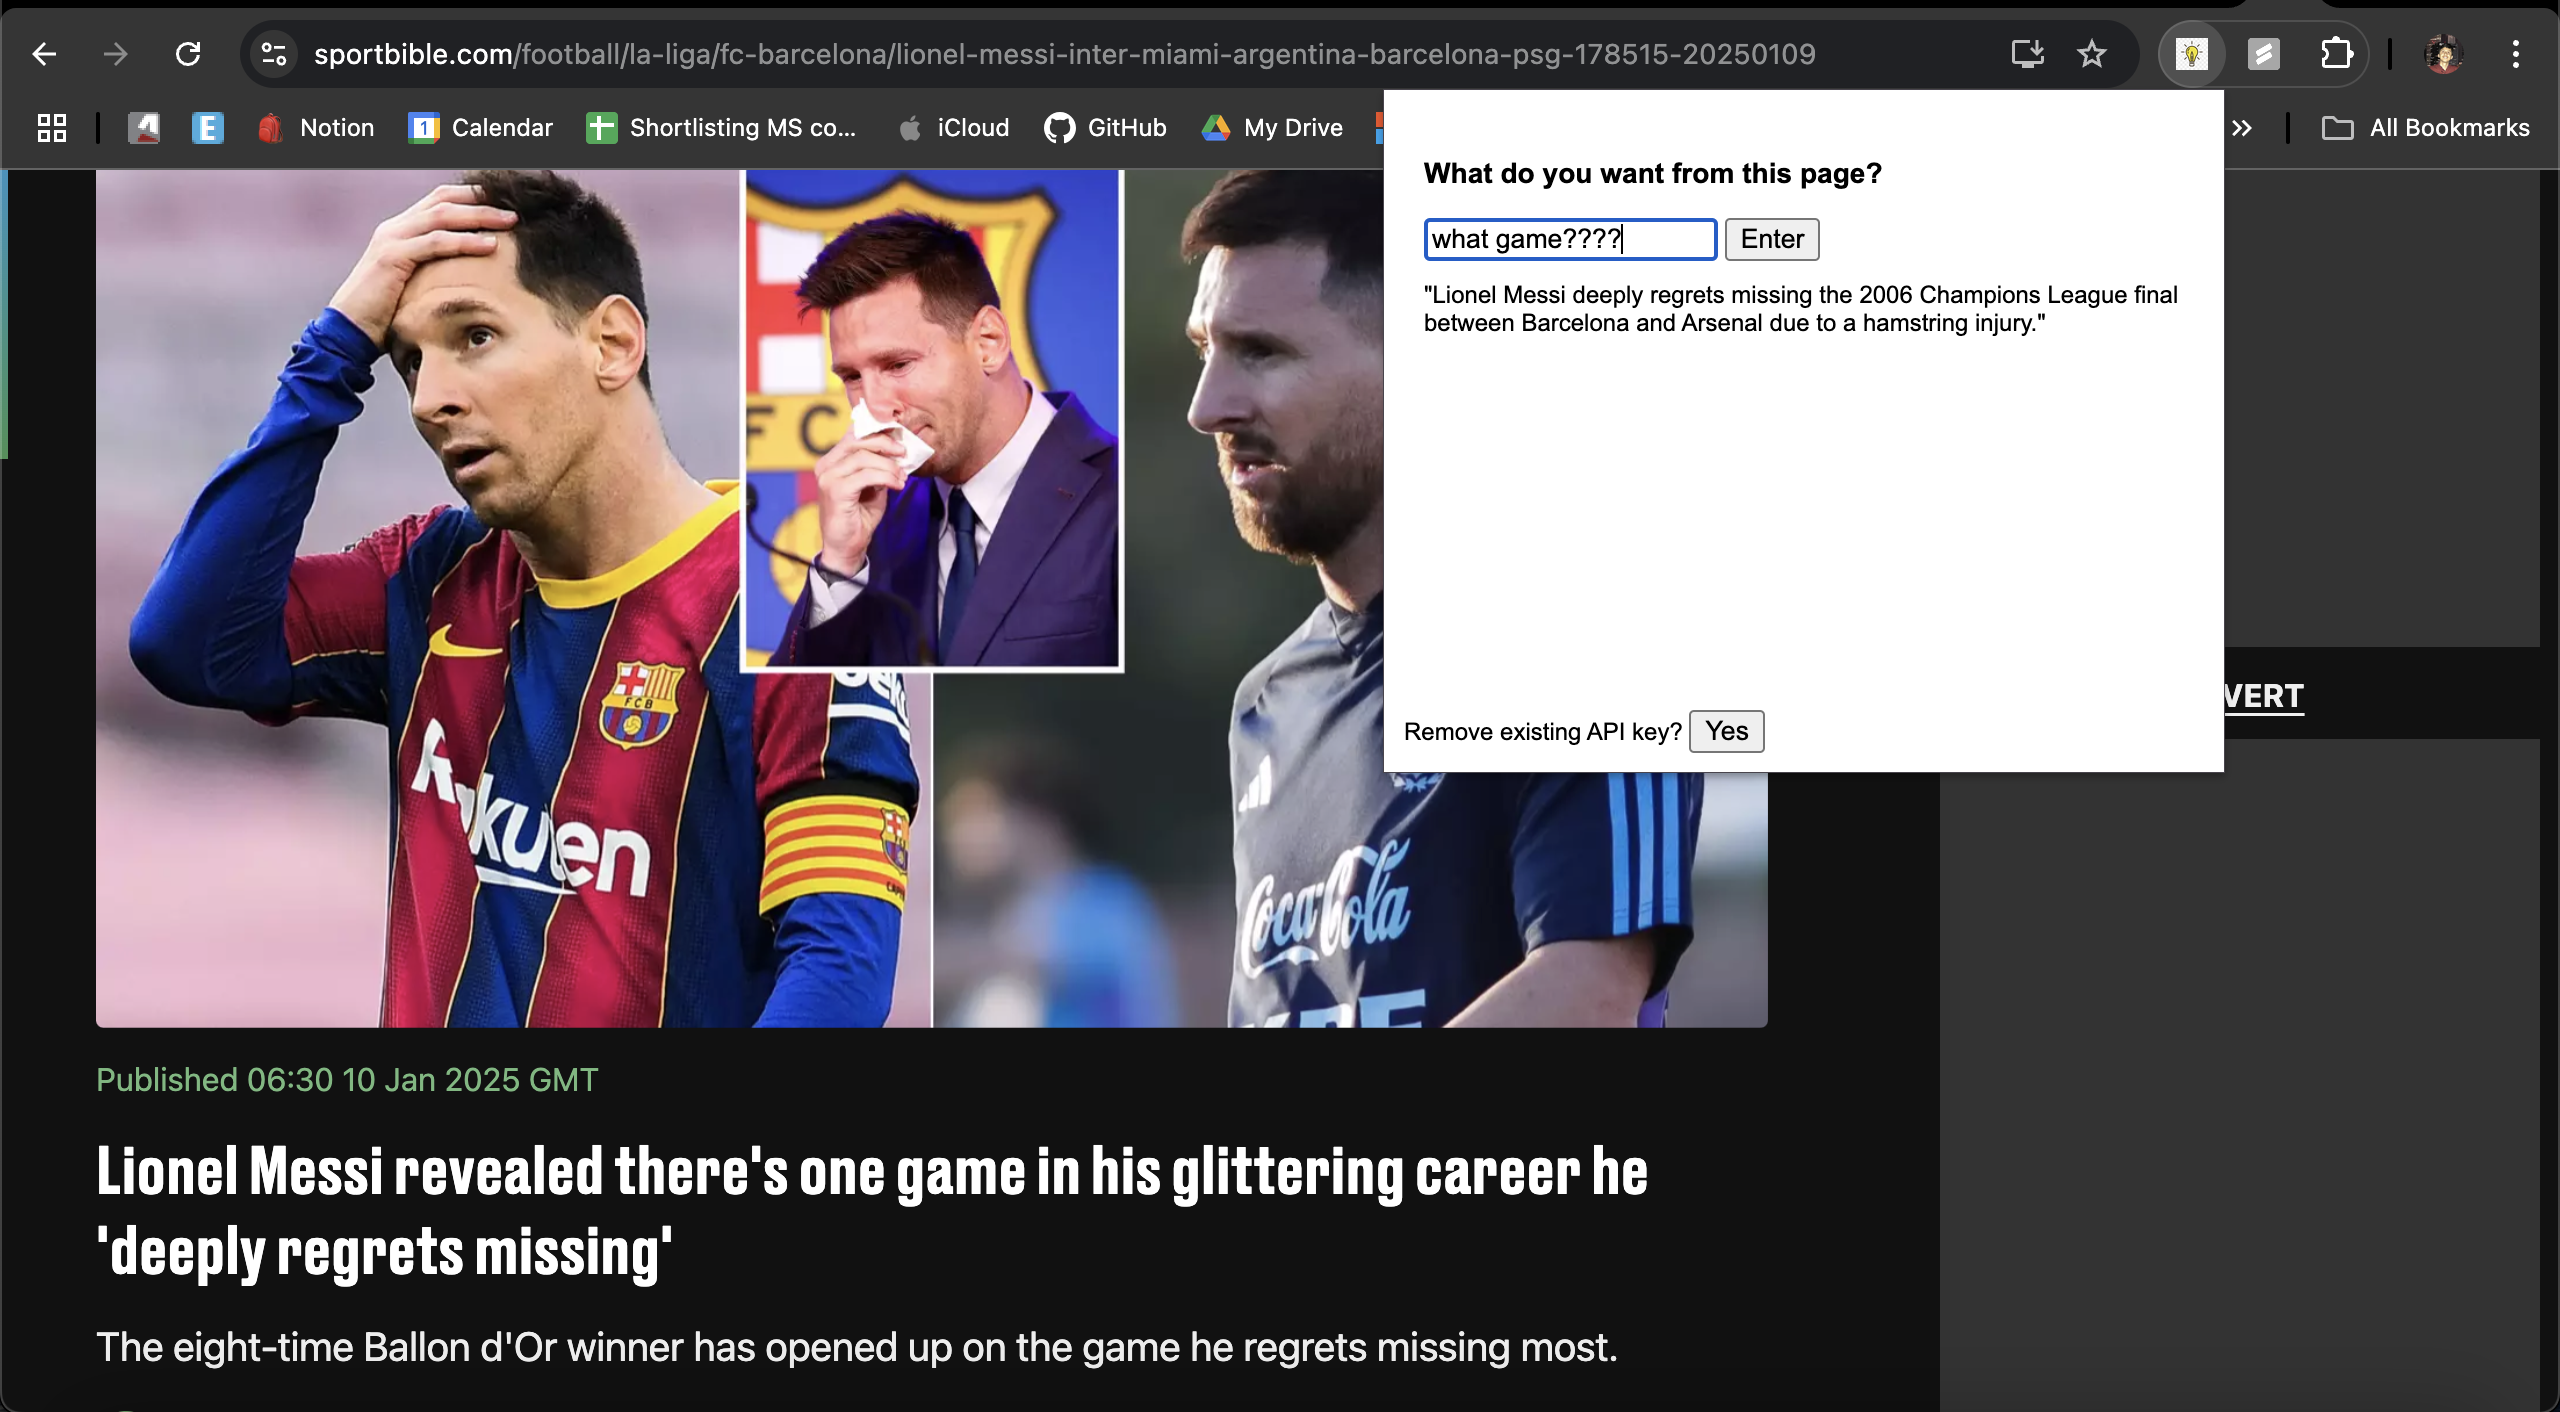 sportbible.com/football/la-liga/fc-barcelona/lionel-messi-inter-miami-argentina-barcelona-psg-178515-20250109
E
Notion
1
Calendar
Shortlisting MS co...
iCloud
GitHub
My Drive
All Bookmarks
What do you want from this page?
what game????
Enter
"Lionel Messi deeply regrets missing the 2006 Champions League final
between Barcelona and Arsenal due to a hamstring injury."
Remove existing API key?
Yes
VERT
F C
FCB
Rakuten
Coca-Cola
Published 06:30 10 Jan 2025 GMT
Lionel Messi revealed there's one game in his glittering career he
'deeply regrets missing'
The eight-time Ballon d'Or winner has opened up on the game he regrets missing most.